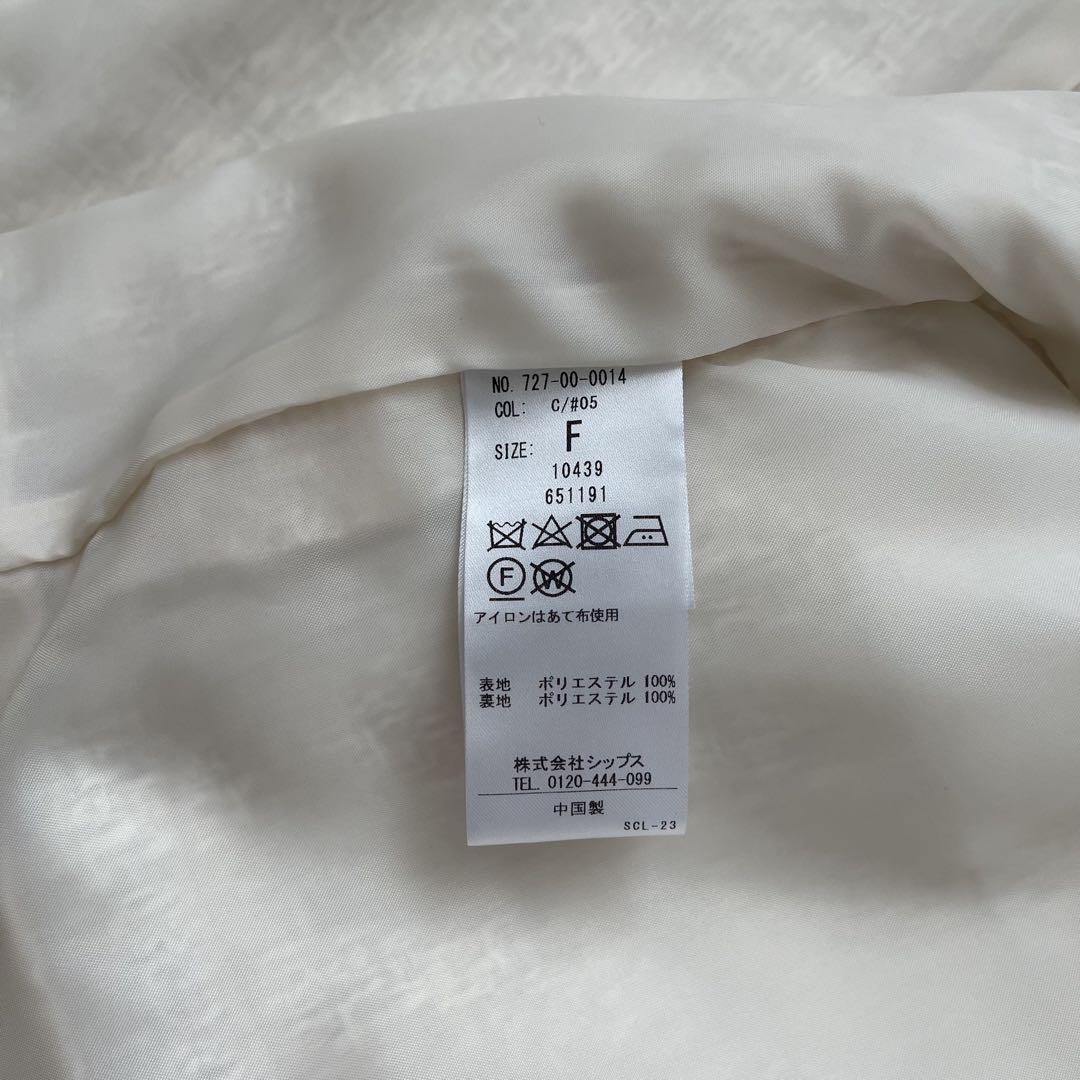 NO. 727-00-0014
COL: C/#05
SIZE: F
10439
651191
F W
アイロンはあて布使用
表地 ポリエステル 100%
裏地 ポリエステル 100%
株式会社シップス
TEL. 0120-444-099
中国製
SCL-23